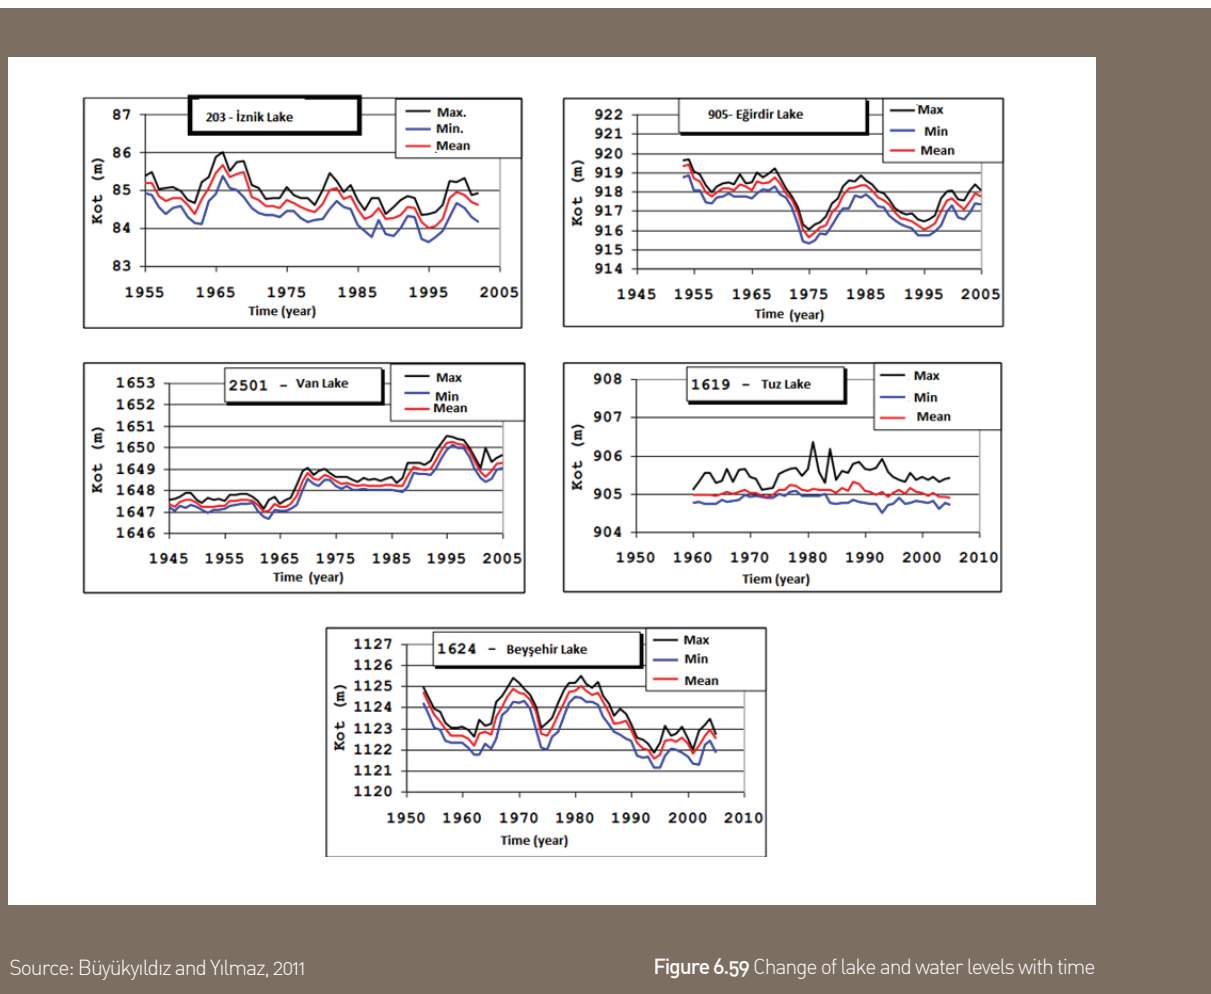 203 - İznik Lake
Max.
Min.
Mean
Kot (m)
87
86
85
84
83
1955 1965 1975 1985 1995 2005
Time (year)
905- Eğirdir Lake
Max
Min
Mean
Kot (m)
922
921
920
919
918
917
916
915
914
1945 1955 1965 1975 1985 1995 2005
Time (year)
2501 - Van Lake
Max
Min
Mean
Kot (m)
1653
1652
1651
1650
1649
1648
1647
1646
1945 1955 1965 1975 1985 1995 2005
Time (year)
1619 - Tuz Lake
Max
Min
Mean
Kot (m)
908
907
906
905
904
1950 1960 1970 1980 1990 2000 2010
Tiem (year)
1624 - Beyşehir Lake
Max
Min
Mean
Kot (m)
1127
1126
1125
1124
1123
1122
1121
1120
1950 1960 1970 1980 1990 2000 2010
Time (year)
Source: Büyükyıldız and Yılmaz, 2011
Figure 6.59 Change of lake and water levels with time